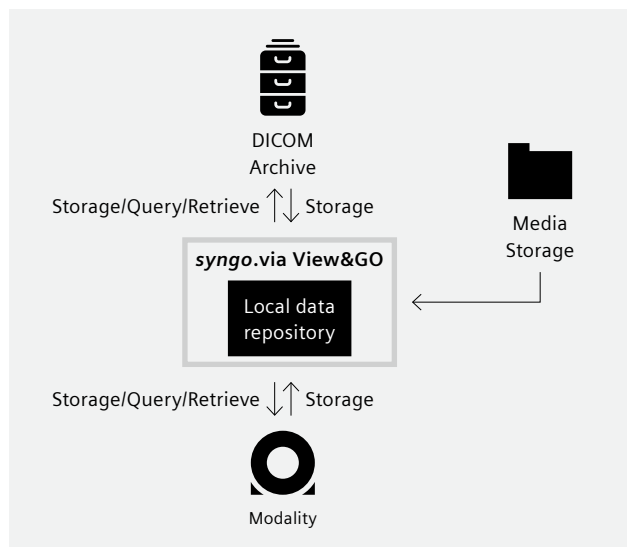 DICOM
Archive
Storage/Query/Retrieve
Storage
Media
Storage
syngo.via View&GO
Local data
repository
Storage/Query/Retrieve
Storage
Modality